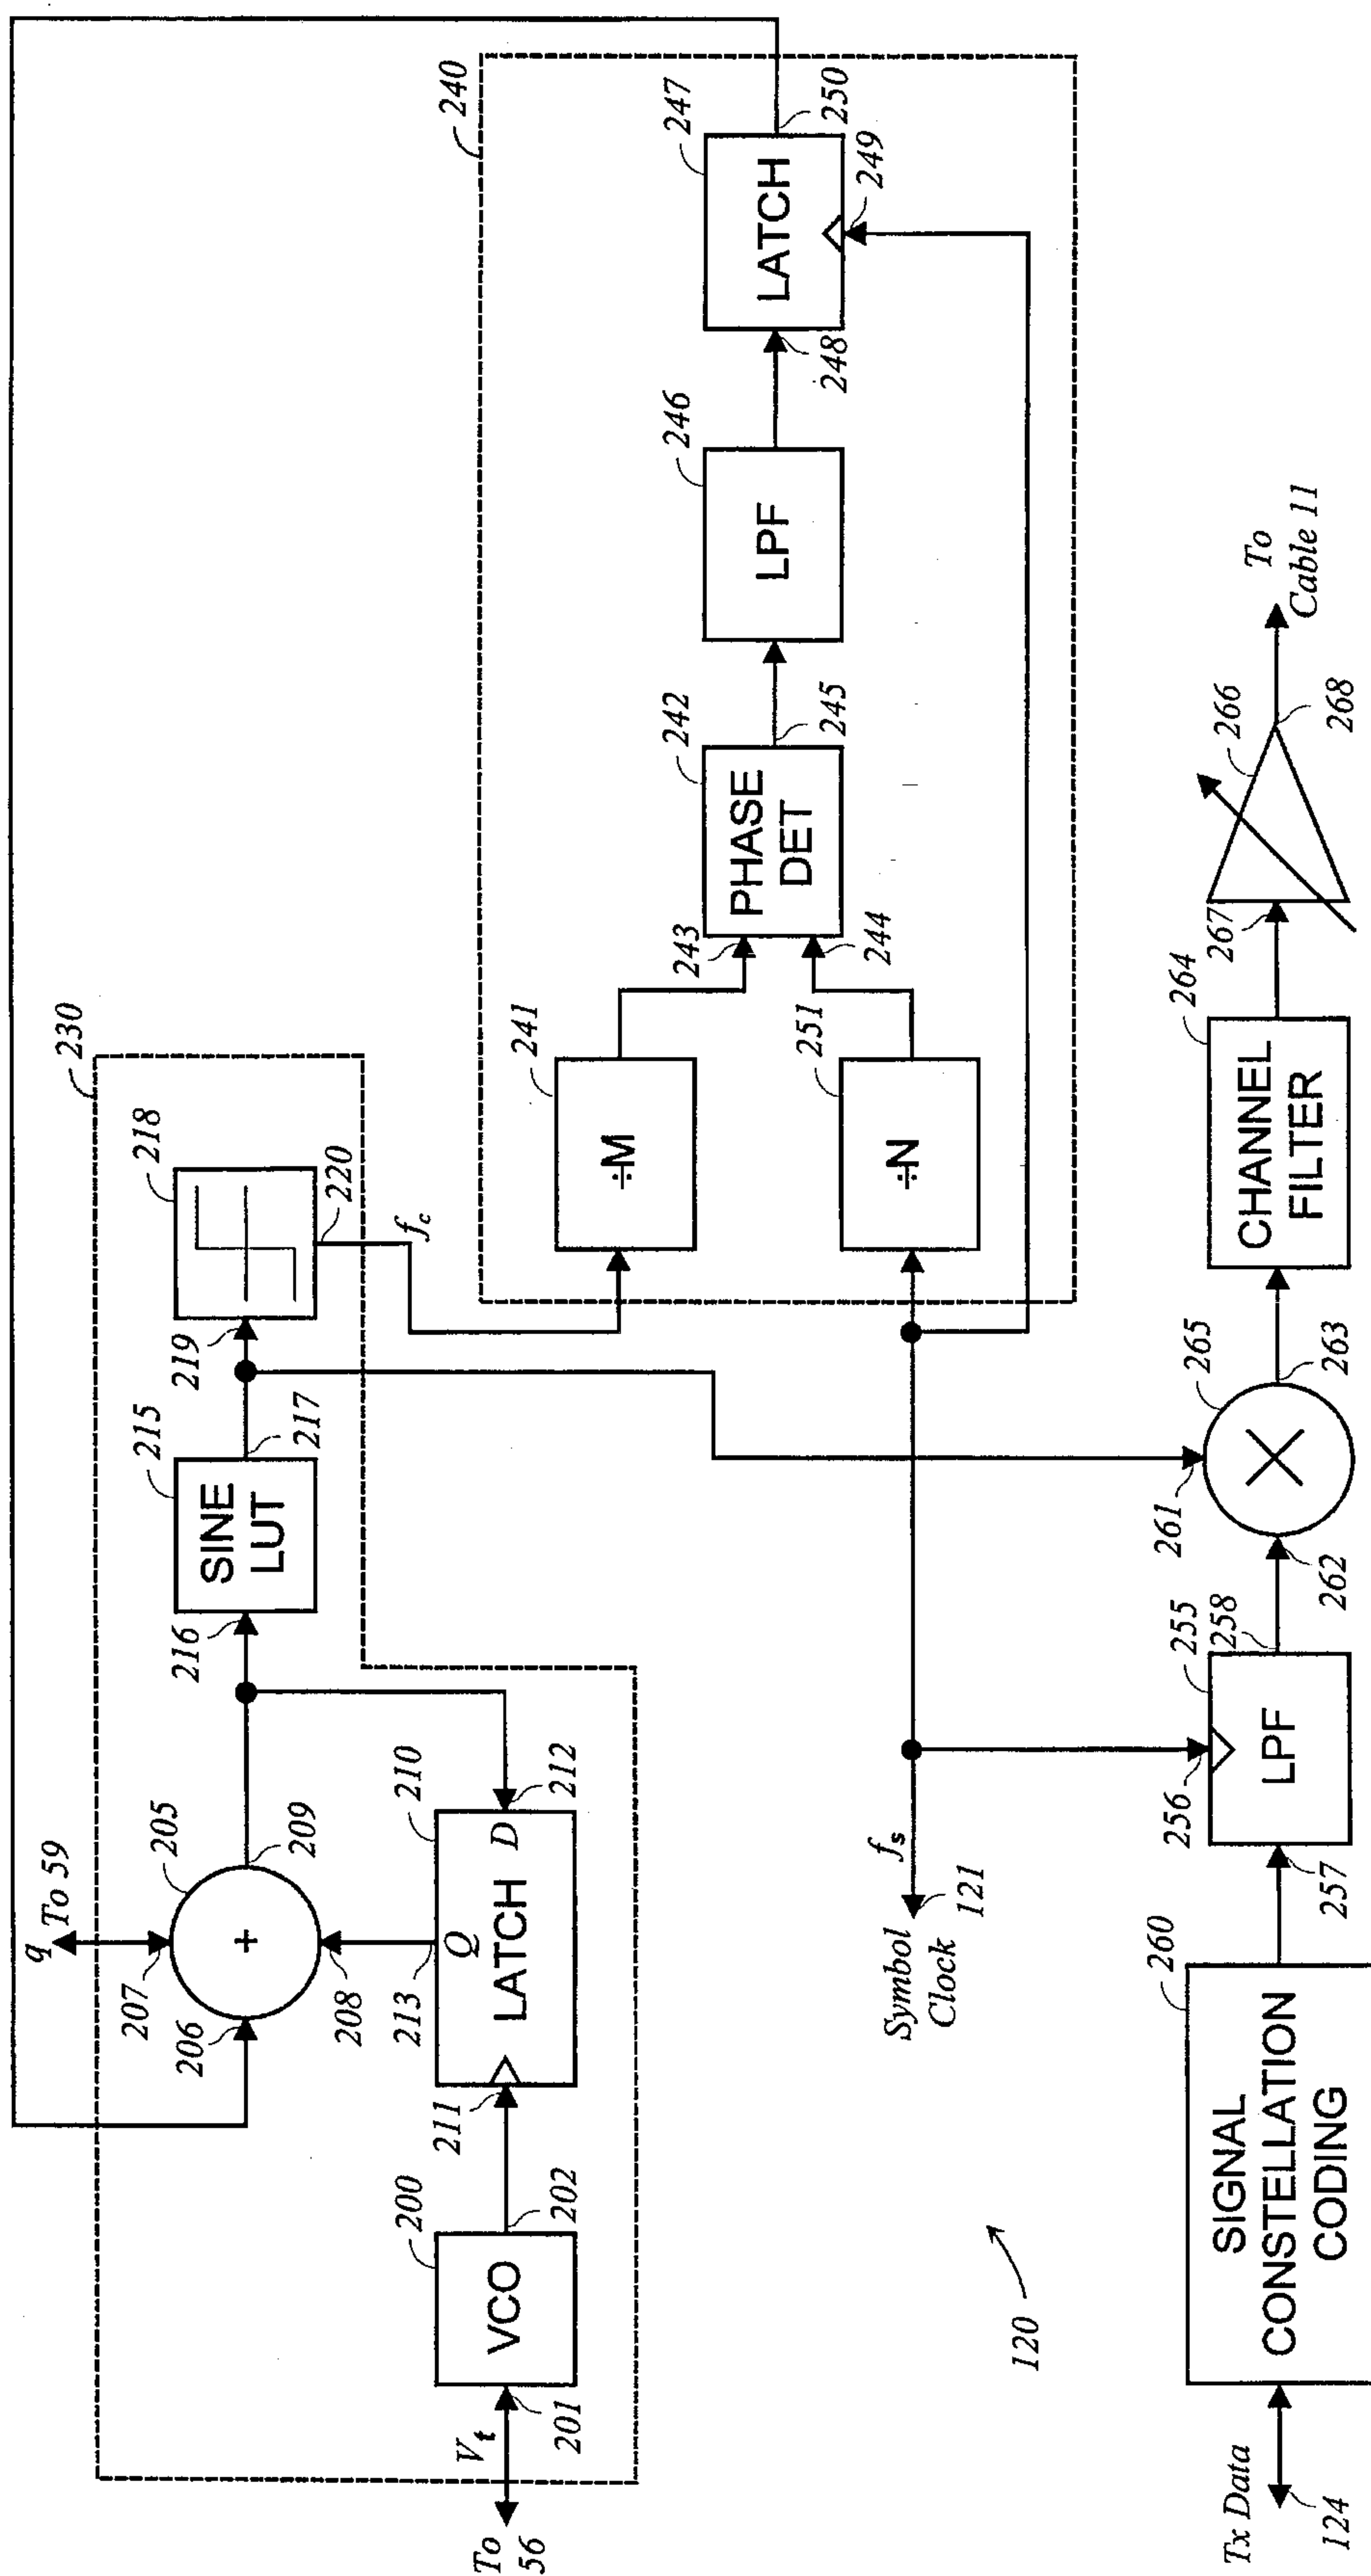 230
q
To 59
207
205
206
209
208
213
Q
LATCH
D
210
212
211
VCO
200
202
201
Vt
To
56
216
SINE
LUT
215
217
219
218
220
fc
240
÷M
241
÷N
251
243
244
PHASE
DET
242
245
LPF
246
248
LATCH
247
249
250
Symbol
Clock
fs
121
120
Tx Data
124
SIGNAL
CONSTELLATION
CODING
260
257
256
LPF
255
258
262
261
265
263
CHANNEL
FILTER
264
267
266
268
To
Cable 11
+